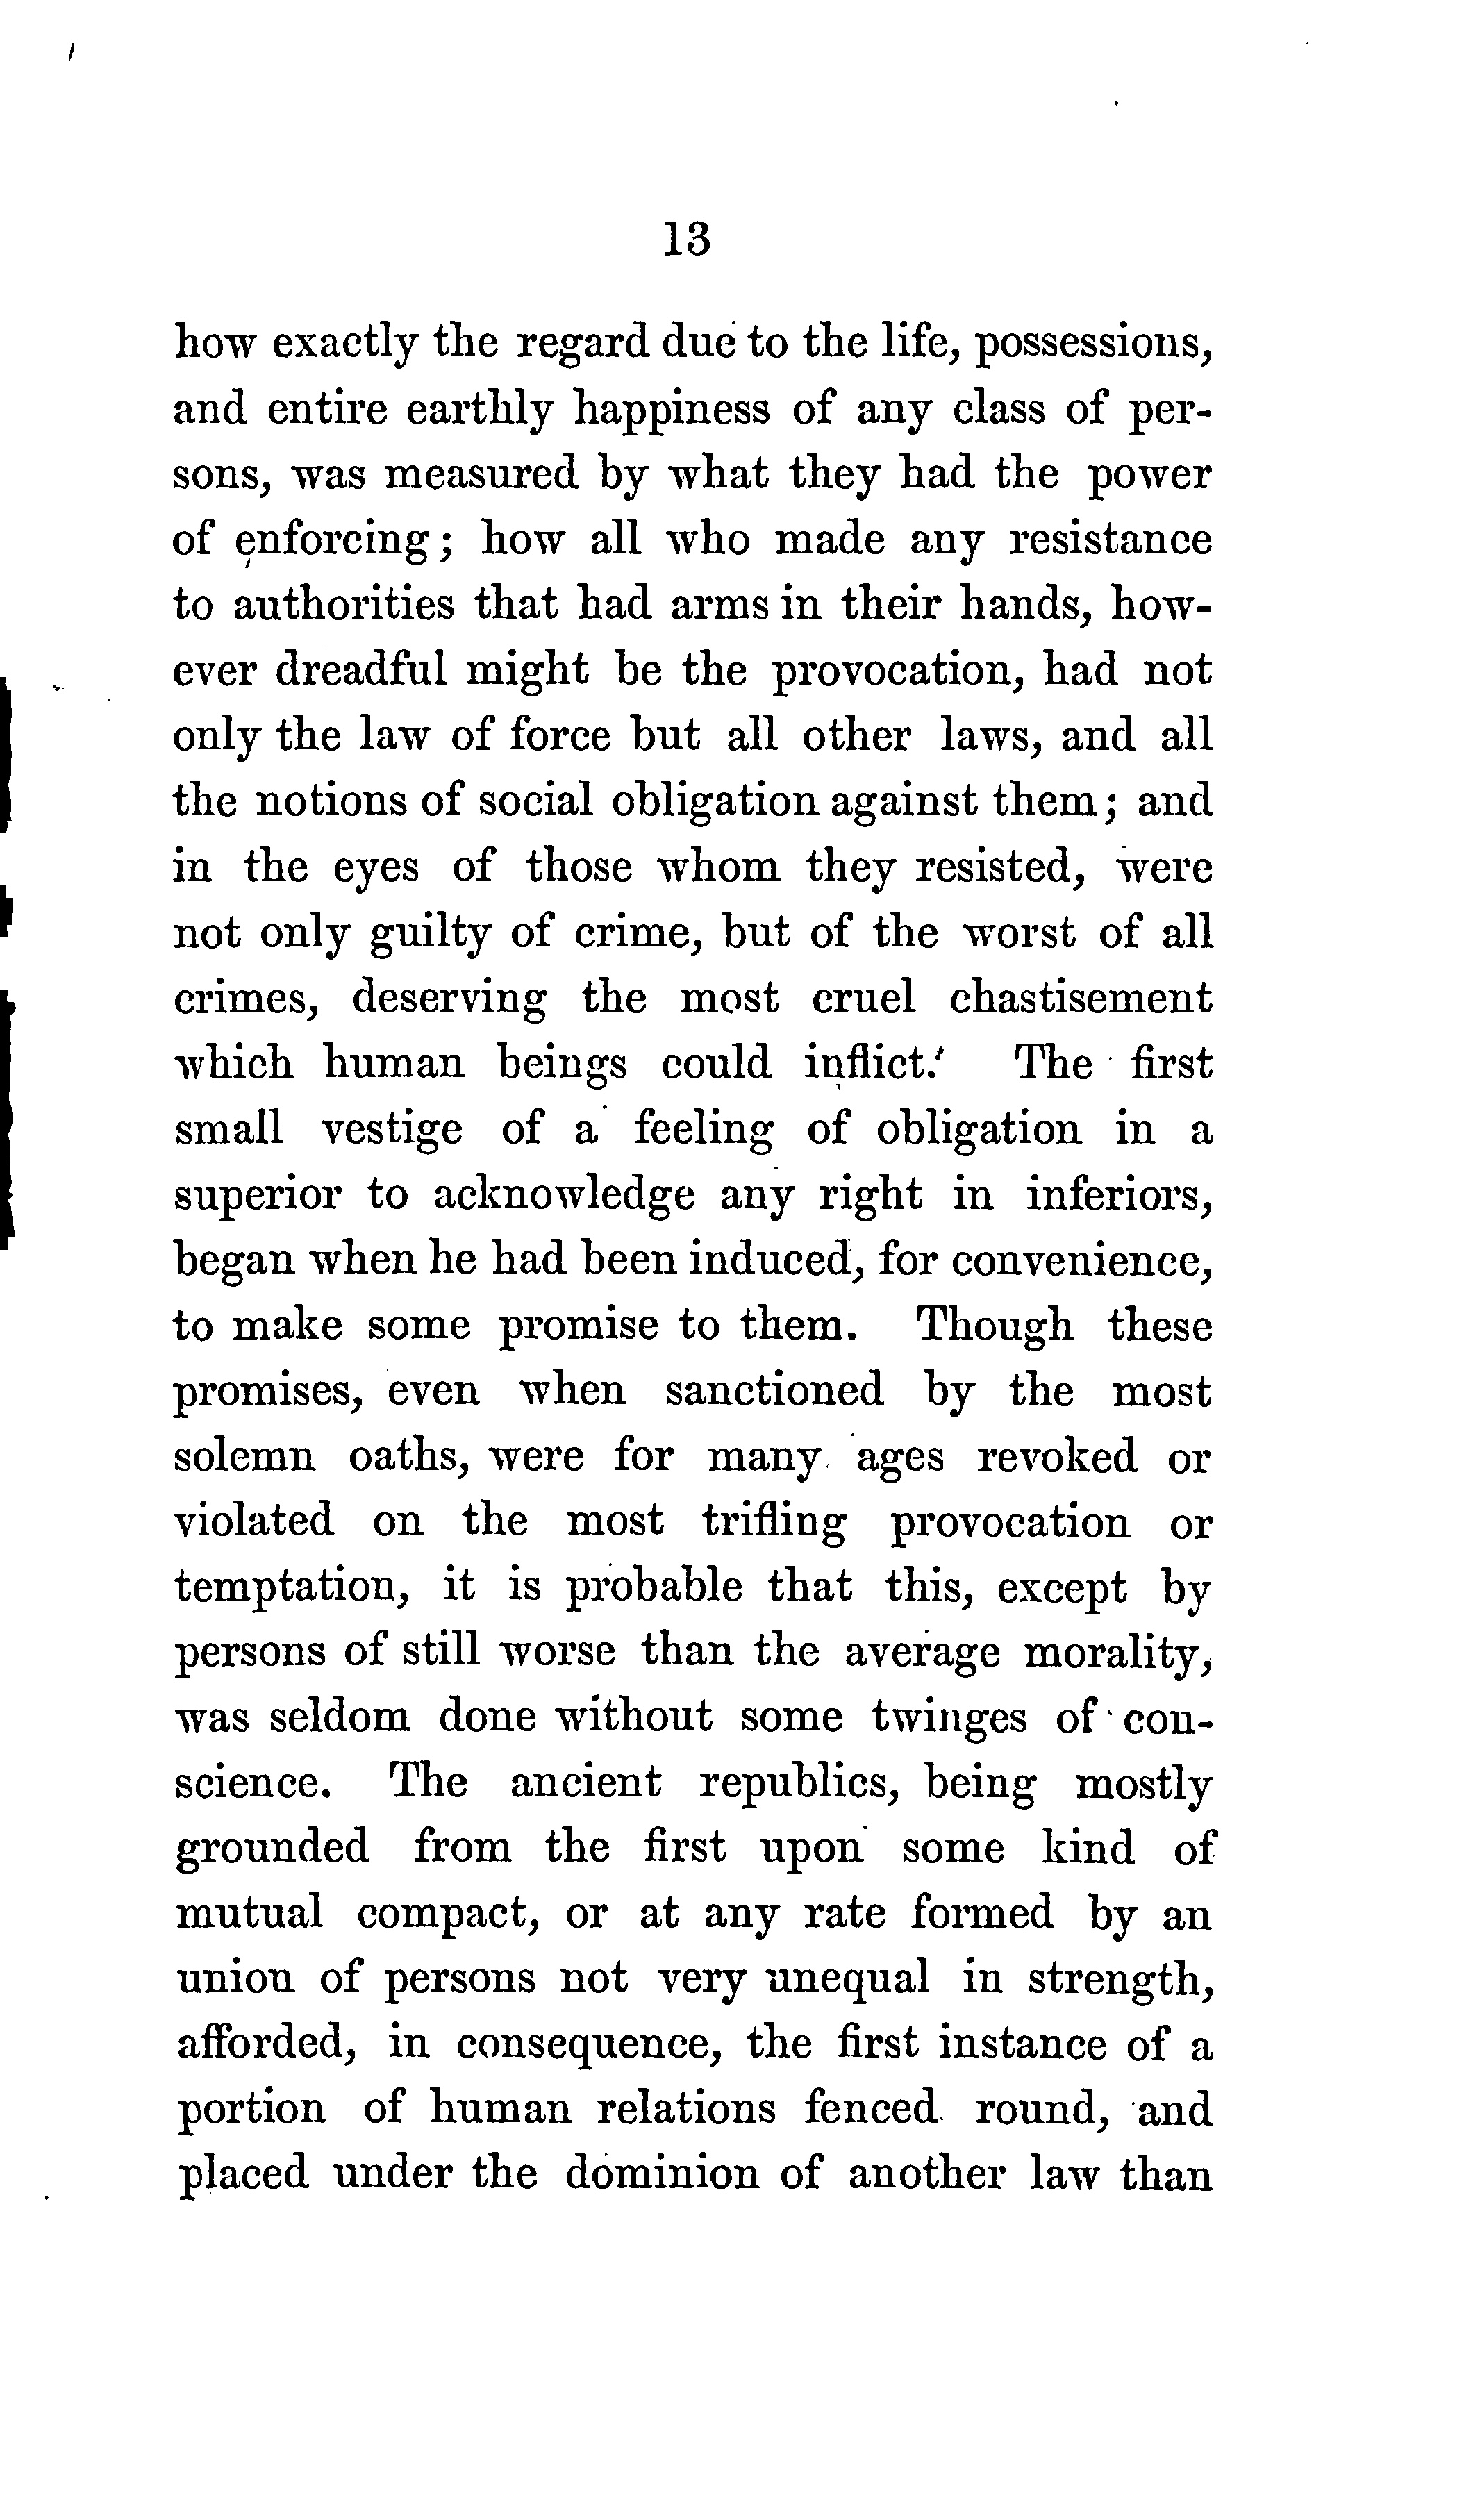 13
how exactly the regard due to the life, possessions,
and entire earthly happiness of any class of per-
sons, was measured by what they had the power
of enforcing; how all who made any resistance
to authorities that had arms in their hands, how-
ever dreadful might be the provocation, had not
only the law of force but all other laws, and all
the notions of social obligation against them; and
in the eyes of those whom they resisted, were
not only guilty of crime, but of the worst of all
crimes, deserving the most cruel chastisement
which human beings could inflict. The first
small vestige of a feeling of obligation in a
superior to acknowledge any right in inferiors,
began when he had been induced, for convenience,
to make some promise to them. Though these
promises, even when sanctioned by the most
solemn oaths, were for many ages revoked or
violated on the most trifling provocation or
temptation, it is probable that this, except by
persons of still worse than the average morality,
was seldom done without some twinges of con-
science. The ancient republics, being mostly
grounded from the first upon some kind of
mutual compact, or at any rate formed by an
union of persons not very unequal in strength,
afforded, in consequence, the first instance of a
portion of human relations fenced round, and
placed under the dominion of another law than